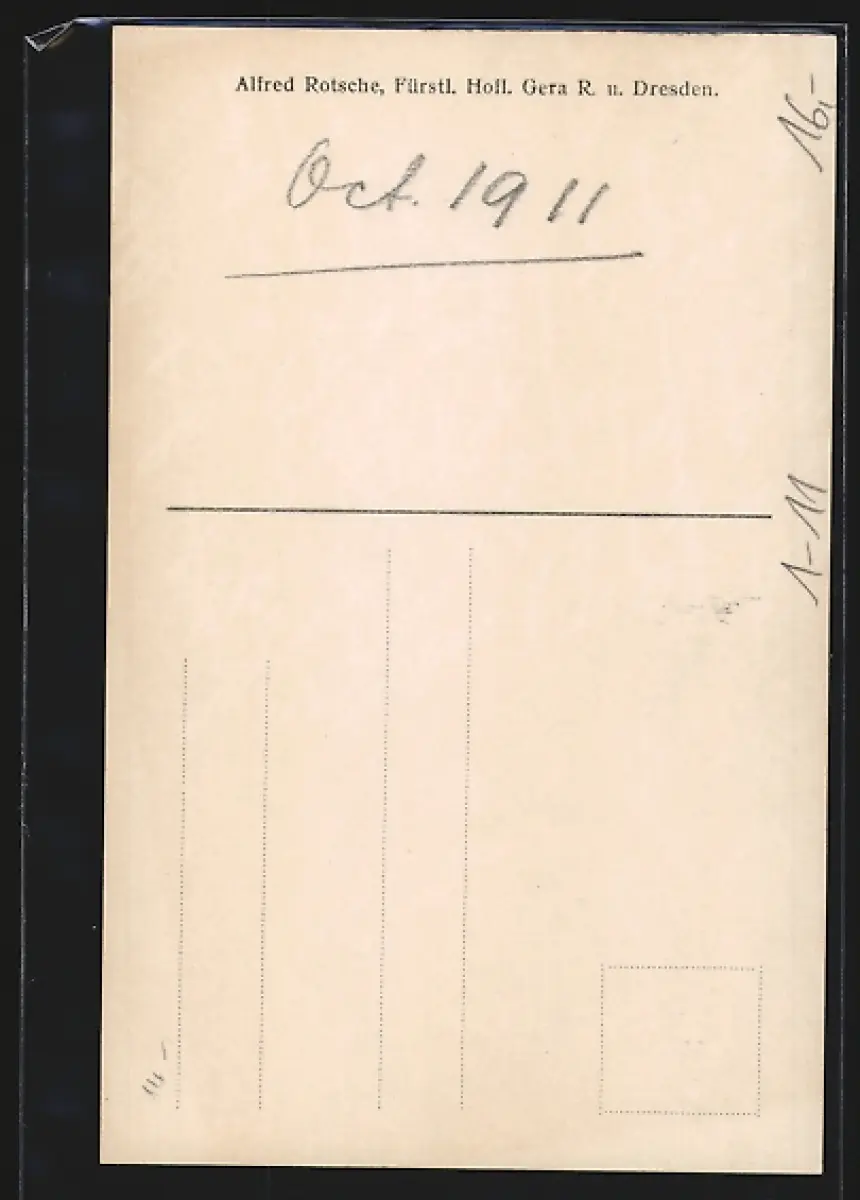 Alfred Rotsche, Fürstl. Hofl. Gera R. u. Dresden.
Oct. 1911
16,-
1-11